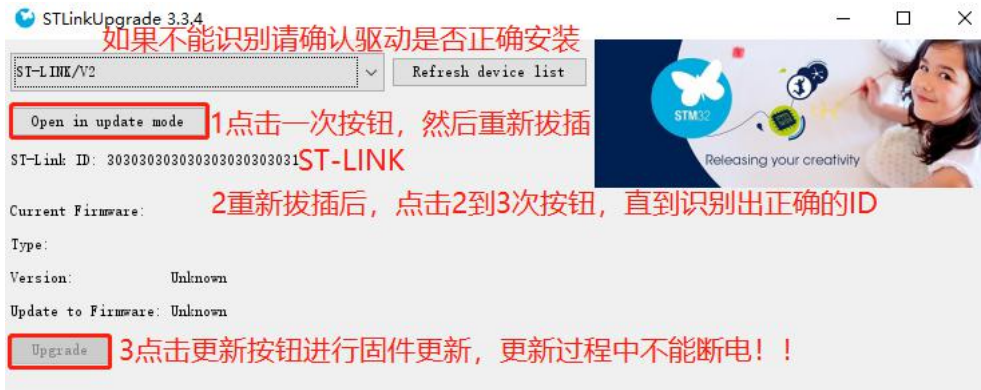 STLinkUpgrade 3.3.4
如果不能识别请确认驱动是否正确安装
ST-LINK/V2
Refresh device list
Open in update mode
1点击一次按钮，然后重新拔插
ST-LINK
STM32
Releasing your creativity
ST-Link ID: 303030303030303030303031
2重新拔插后，点击2到3次按钮，直到识别出正确的ID
Current Firmware:
Type:
Version: Unknown
Update to Firmware: Unknown
Upgrade
3点击更新按钮进行固件更新，更新过程中不能断电！！